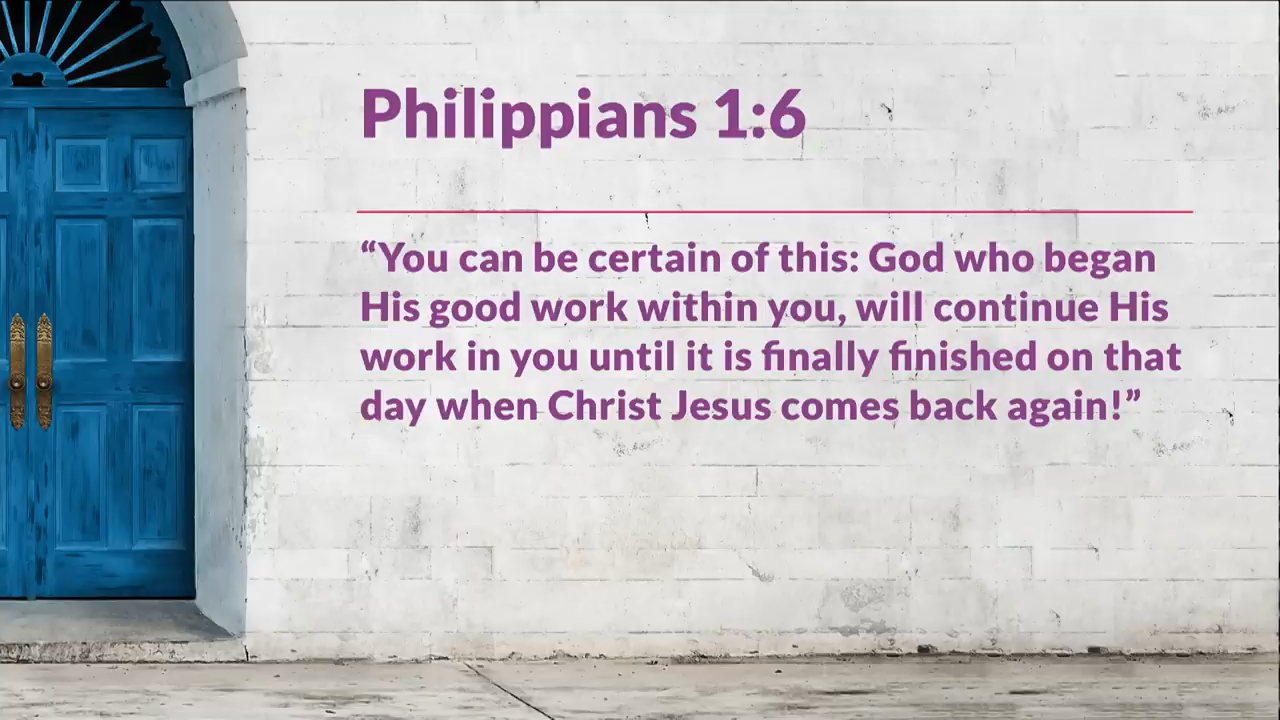 Philippians 1:6
“You can be certain of this: God who began
His good work within you, will continue His
work in you until it is finally finished on that
day when Christ Jesus comes back again!”